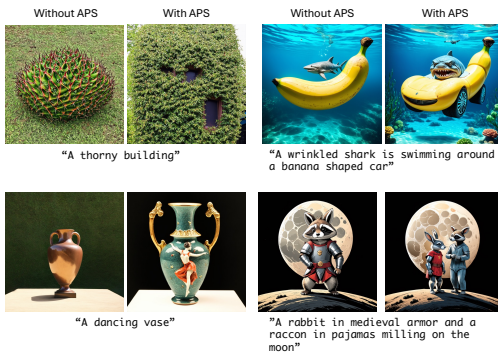 Without APS
With APS
Without APS
With APS
“A thorny building”
“A wrinkled shark is swimming around
a banana shaped car”
“A dancing vase”
”A rabbit in medieval armor and a
raccon in pajamas milling on the
moon”